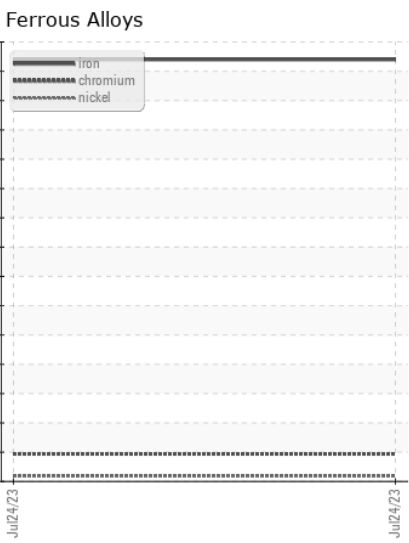 Ferrous Alloys
iron
chromium
nickel
Jul24/23
Jul24/23